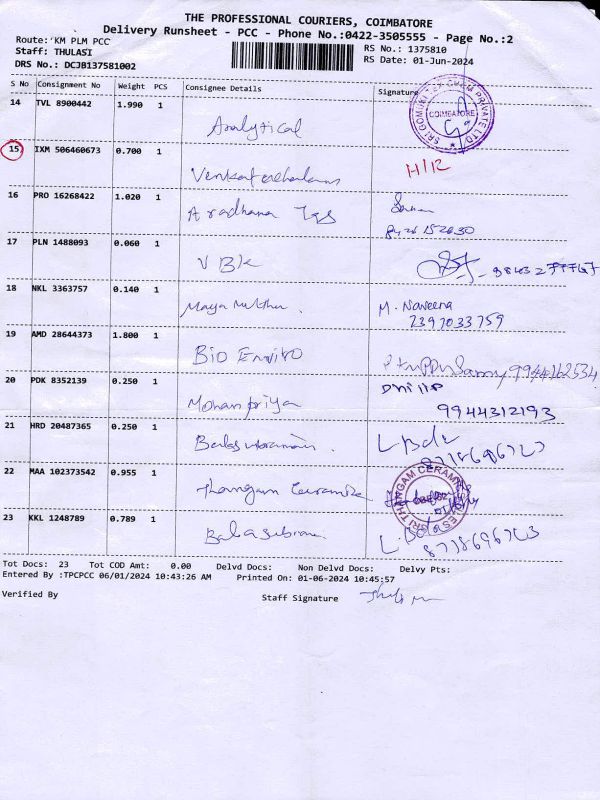 THE PROFESSIONAL COURIERS, COIMBATORE
Delivery Runsheet - PCC - Phone No.:0422-3505555 - Page No.:2
Route: KM PLM PCC
RS No.: 1375810
Staff: THULASI
RS Date: 01-Jun-2024
DRS No.: DCJB137581002
S No Consignment No Weight PCS Consignee Details Signature
14 TVL 8900442 1.990 1
Analytical
COIMBATORE
15 IXM 506460673 0.700 1
H/R
16 PRO 16268422 1.020 1
Aradhana
17 PLN 1488093 0.060 1
V BK
18 NKL 3363757 0.140 1
M. Naveena
19 AMD 28644373 1.800 1
Bio Enviro
9944162534
20 PDK 8352139 0.250 1
Dhilip
Mohanpriya
9944312193
21 HRD 20487365 0.250 1
Balasubramani
22 MAA 102373542 0.955 1
Thangam Ceramics
SRI THANGAM CERAMIC
23 KKL 1248789 0.789 1
Tot Docs: 23 Tot COD Amt: 0.00 Delvd Docs: Non Delvd Docs: Delvy Pts:
Entered By :TPCPCC 06/01/2024 10:43:26 AM Printed On: 01-06-2024 10:45:57
Verified By Staff Signature